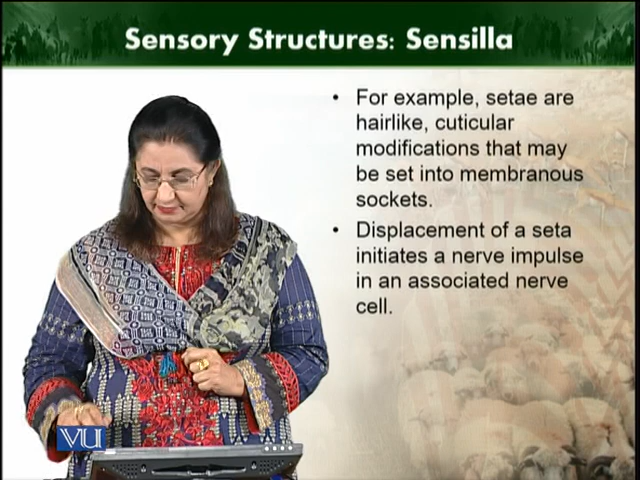 Sensory Structures: Sensilla
• For example, setae are
hairlike, cuticular
modifications that may
be set into membranous
sockets.
• Displacement of a seta
initiates a nerve impulse
in an associated nerve
cell.
VU